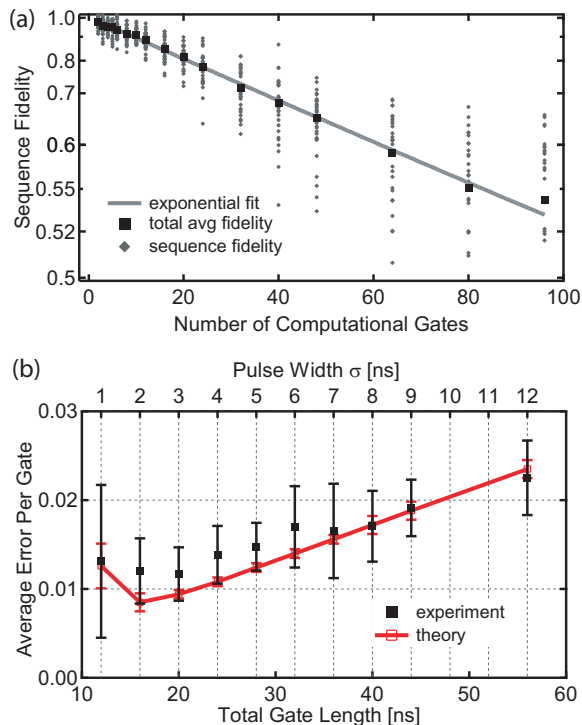 (a)
1.0
0.8
0.7
0.6
0.55
0.52
0.5
Sequence Fidelity
exponential fit
total avg fidelity
sequence fidelity
0 20 40 60 80 100
Number of Computational Gates
(b)
Pulse Width σ [ns]
1 2 3 4 5 6 7 8 9 10 11 12
0.03
0.02
0.01
0.00
Average Error Per Gate
experiment
theory
10 20 30 40 50 60
Total Gate Length [ns]